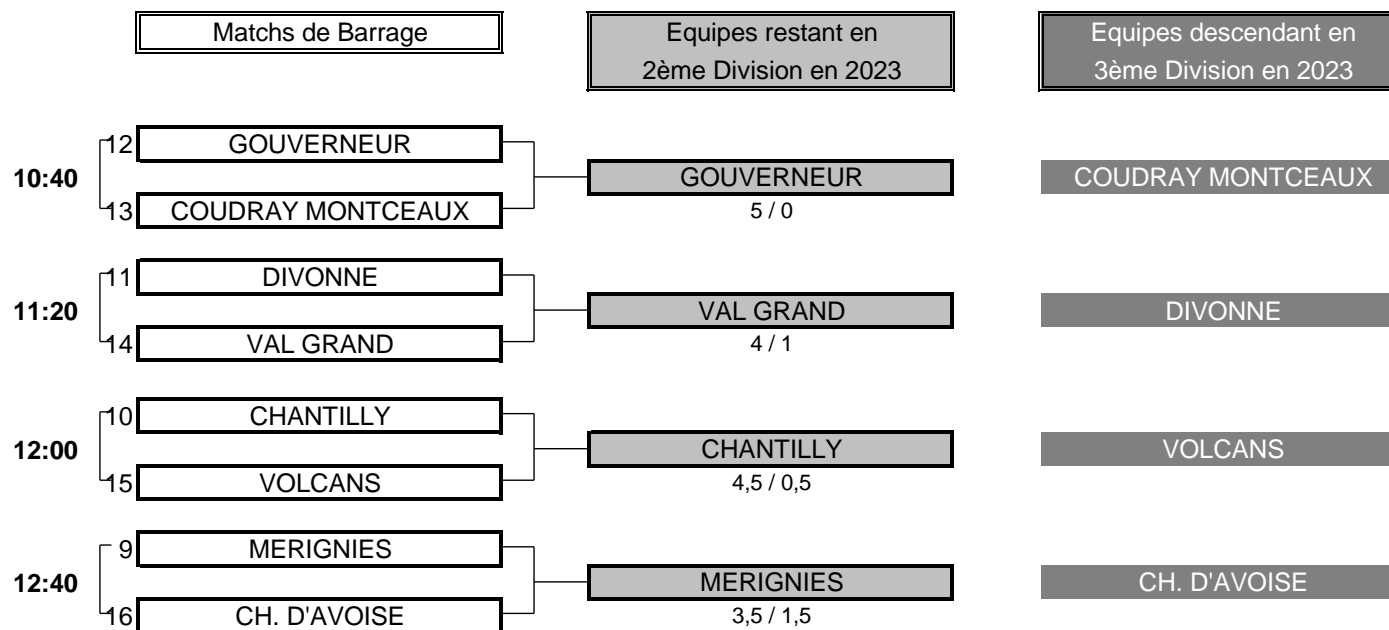 Matchs de Barrage
Equipes restant en
2ème Division en 2023
Equipes descendant en
3ème Division en 2023
10:40
12 GOUVERNEUR
13 COUDRAY MONTCEAUX
GOUVERNEUR
5 / 0
COUDRAY MONTCEAUX
11:20
11 DIVONNE
14 VAL GRAND
VAL GRAND
4 / 1
DIVONNE
12:00
10 CHANTILLY
15 VOLCANS
CHANTILLY
4,5 / 0,5
VOLCANS
12:40
9 MERIGNIES
16 CH. D'AVOISE
MERIGNIES
3,5 / 1,5
CH. D'AVOISE